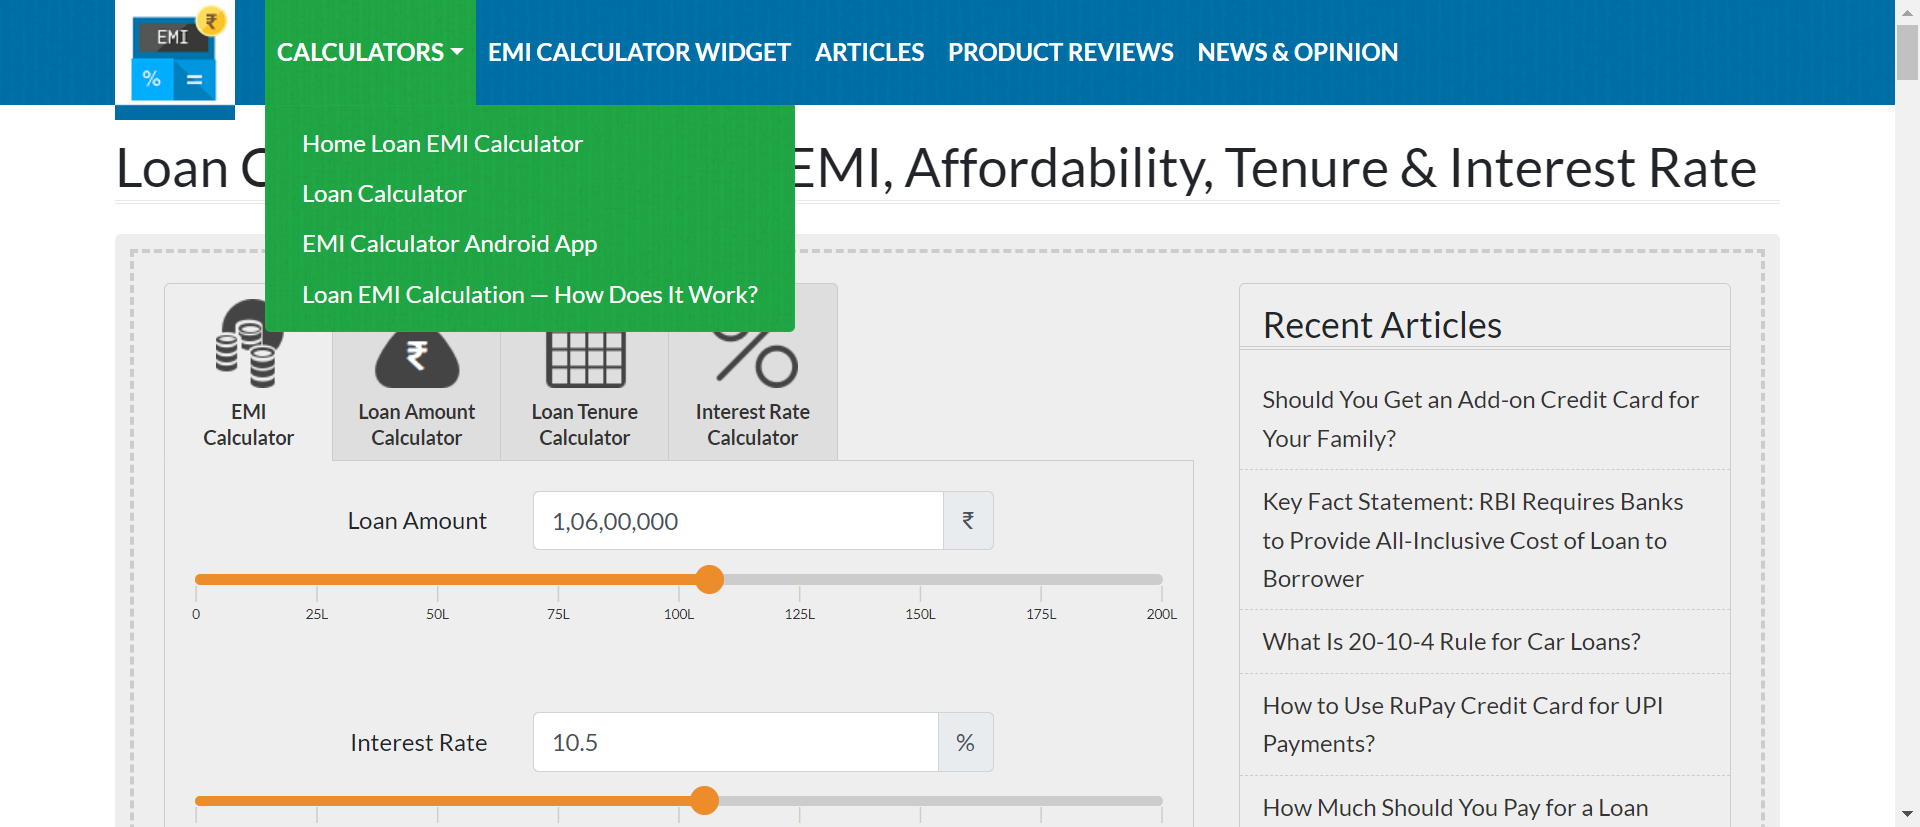 EMI ₹
% =
CALCULATORS EMI CALCULATOR WIDGET ARTICLES PRODUCT REVIEWS NEWS & OPINION
Home Loan EMI Calculator
Loan Calculator
EMI Calculator Android App
Loan EMI Calculation — How Does It Work?
Loan EMI, Affordability, Tenure & Interest Rate
₹
EMI
Calculator
Loan Amount
Calculator
Loan Tenure
Calculator
Interest Rate
Calculator
Loan Amount 1,06,00,000 ₹
0 25L 50L 75L 100L 125L 150L 175L 200L
Interest Rate 10.5 %
Recent Articles
Should You Get an Add-on Credit Card for
Your Family?
Key Fact Statement: RBI Requires Banks
to Provide All-Inclusive Cost of Loan to
Borrower
What Is 20-10-4 Rule for Car Loans?
How to Use RuPay Credit Card for UPI
Payments?
How Much Should You Pay for a Loan